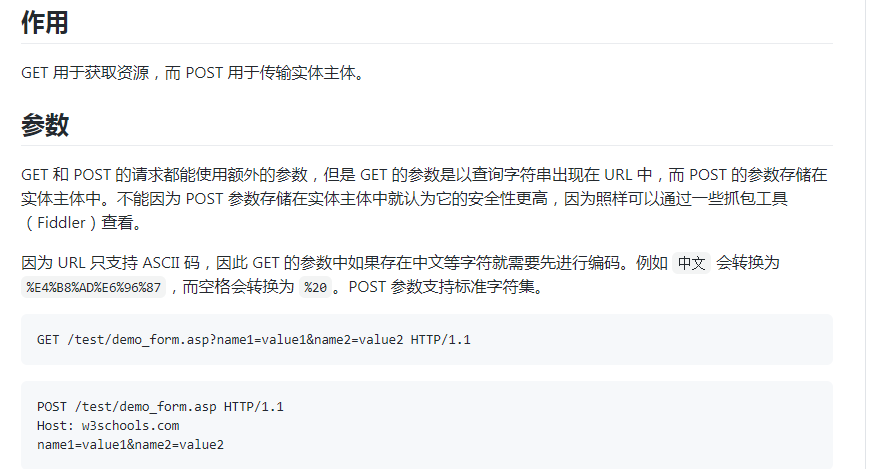 作用
GET 用于获取资源，而 POST 用于传输实体主体。
参数
GET 和 POST 的请求都能使用额外的参数，但是 GET 的参数是以查询字符串出现在 URL 中，而 POST 的参数存储在
实体主体中。不能因为 POST 参数存储在实体主体中就认为它的安全性更高，因为照样可以通过一些抓包工具
（Fiddler）查看。
因为 URL 只支持 ASCII 码，因此 GET 的参数中如果存在中文等字符就需要先进行编码。例如 中文 会转换为
%E4%B8%AD%E6%96%87 ，而空格会转换为 %20 。POST 参数支持标准字符集。
GET /test/demo_form.asp?name1=value1&name2=value2 HTTP/1.1
POST /test/demo_form.asp HTTP/1.1
Host: w3schools.com
name1=value1&name2=value2